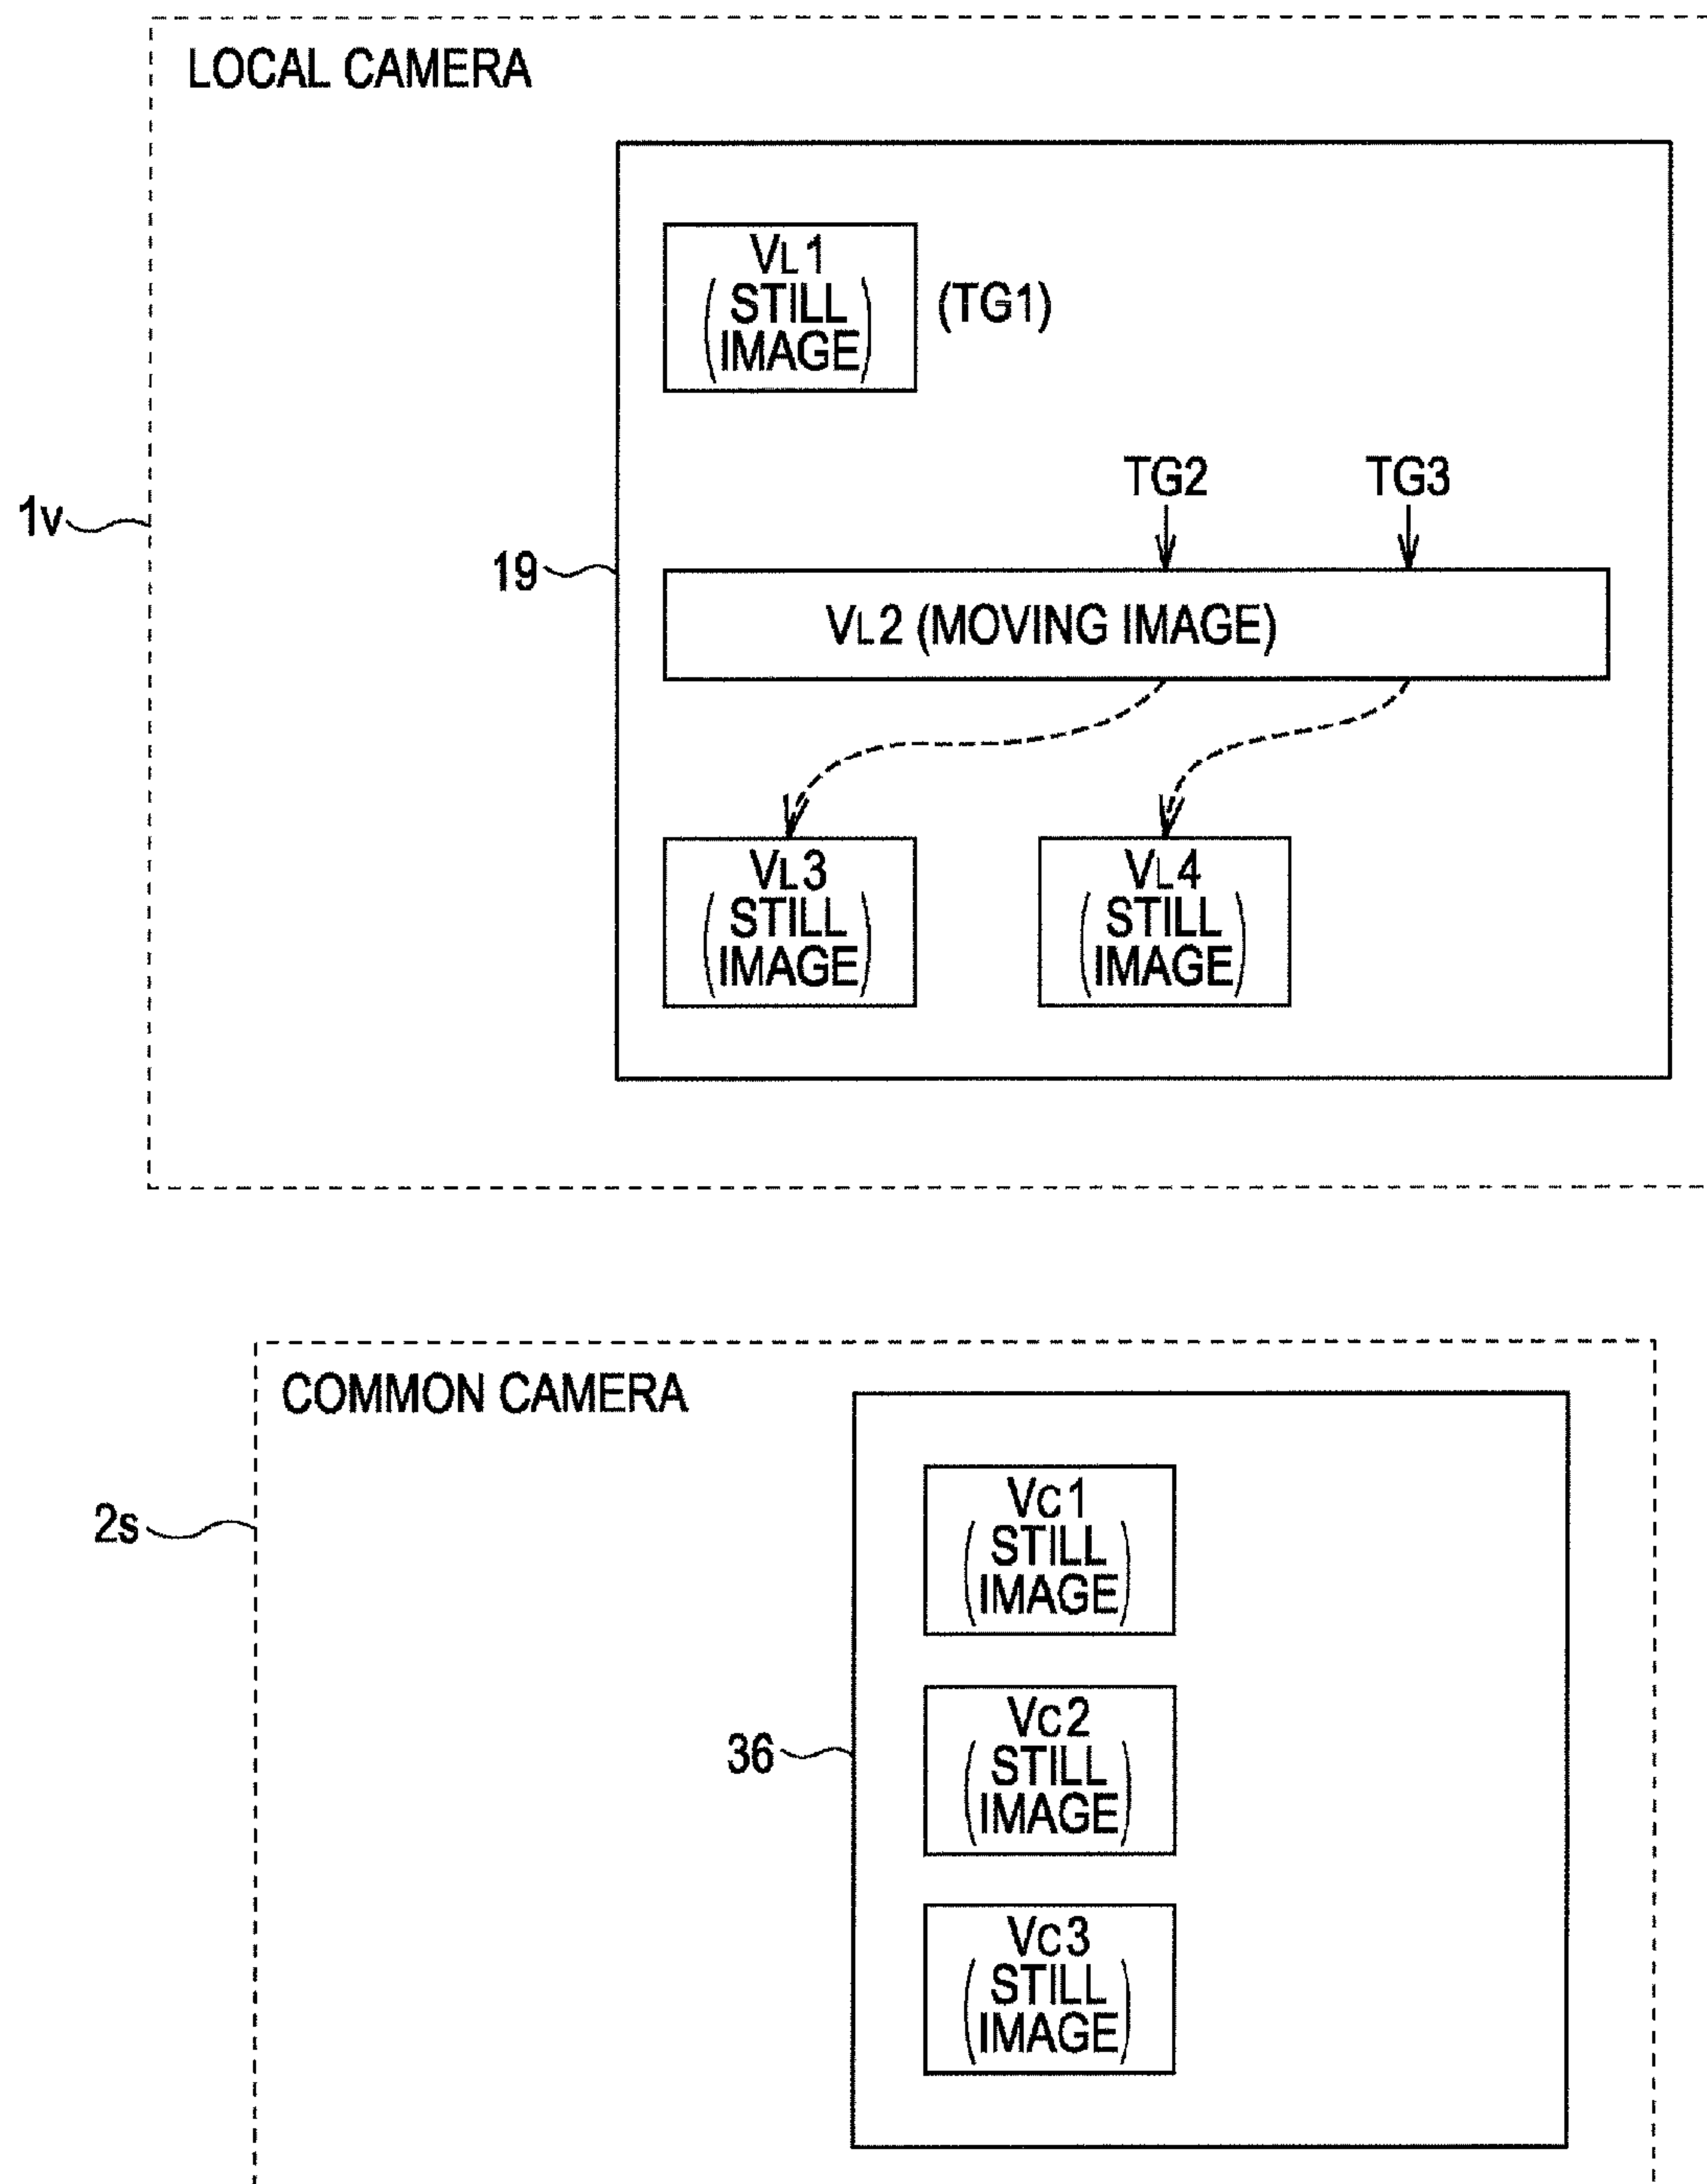 LOCAL CAMERA
VL1
(STILL
IMAGE)
(TG1)
TG2 TG3
1v
19
VL2 (MOVING IMAGE)
VL3
(STILL
IMAGE)
VL4
(STILL
IMAGE)
COMMON CAMERA
2s
VC1
(STILL
IMAGE)
36
VC2
(STILL
IMAGE)
VC3
(STILL
IMAGE)